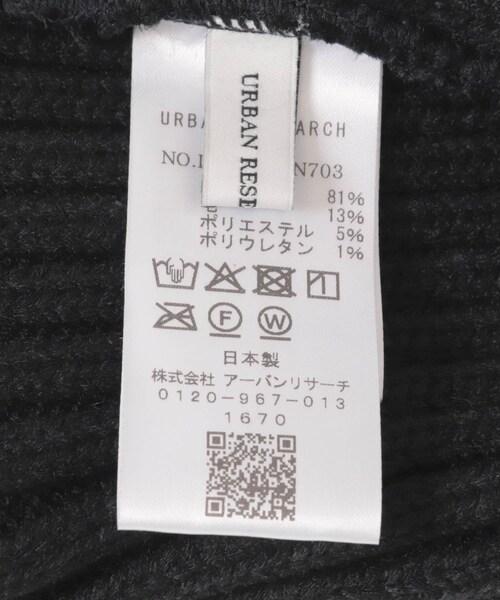 URBAN RESE
URB ARCH
NO. N703
81%
13%
ポリエステル 5%
ポリウレタン 1%
F W
日本製
株式会社 アーバンリサーチ
0120-967-013
1670